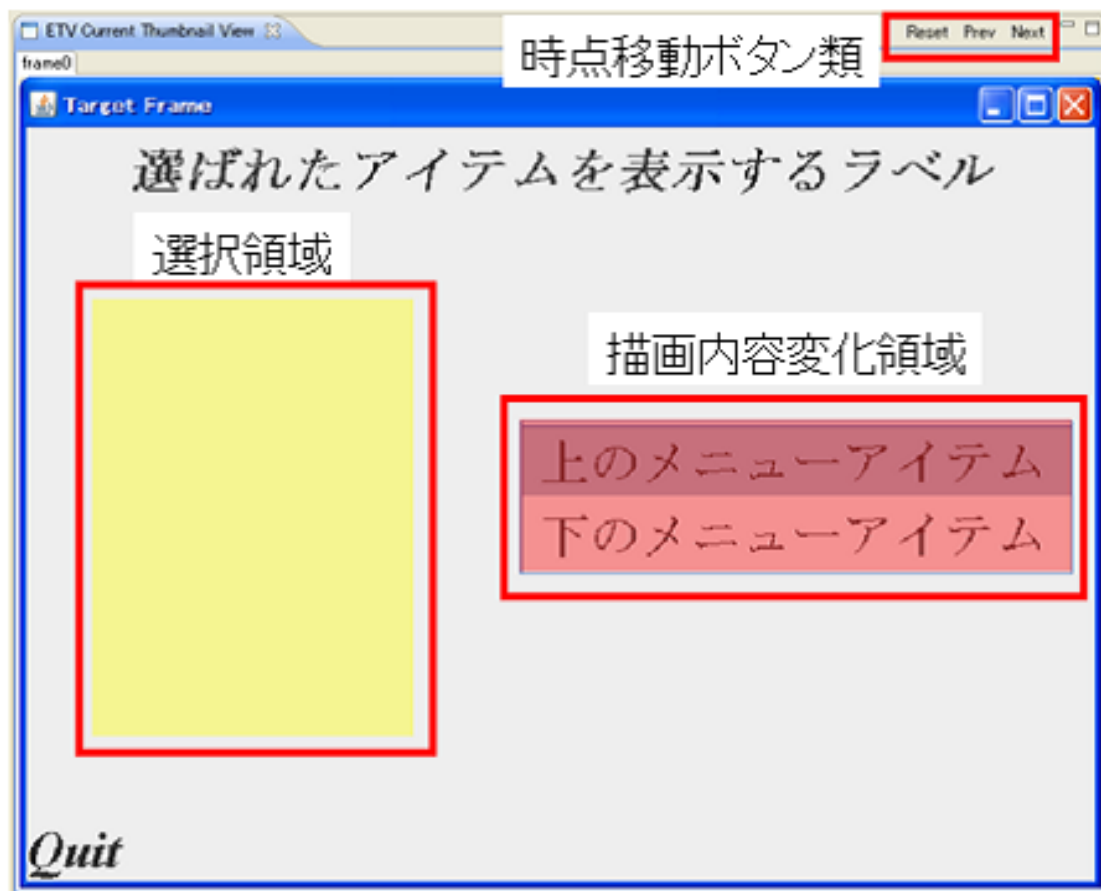 ETV Current Thumbnail View
Reset Prev Next
時点移動ボタン類
frame0
Target Frame
選ばれたアイテムを表示するラベル
選択領域
描画内容変化領域
上のメニューアイテム
下のメニューアイテム
Quit